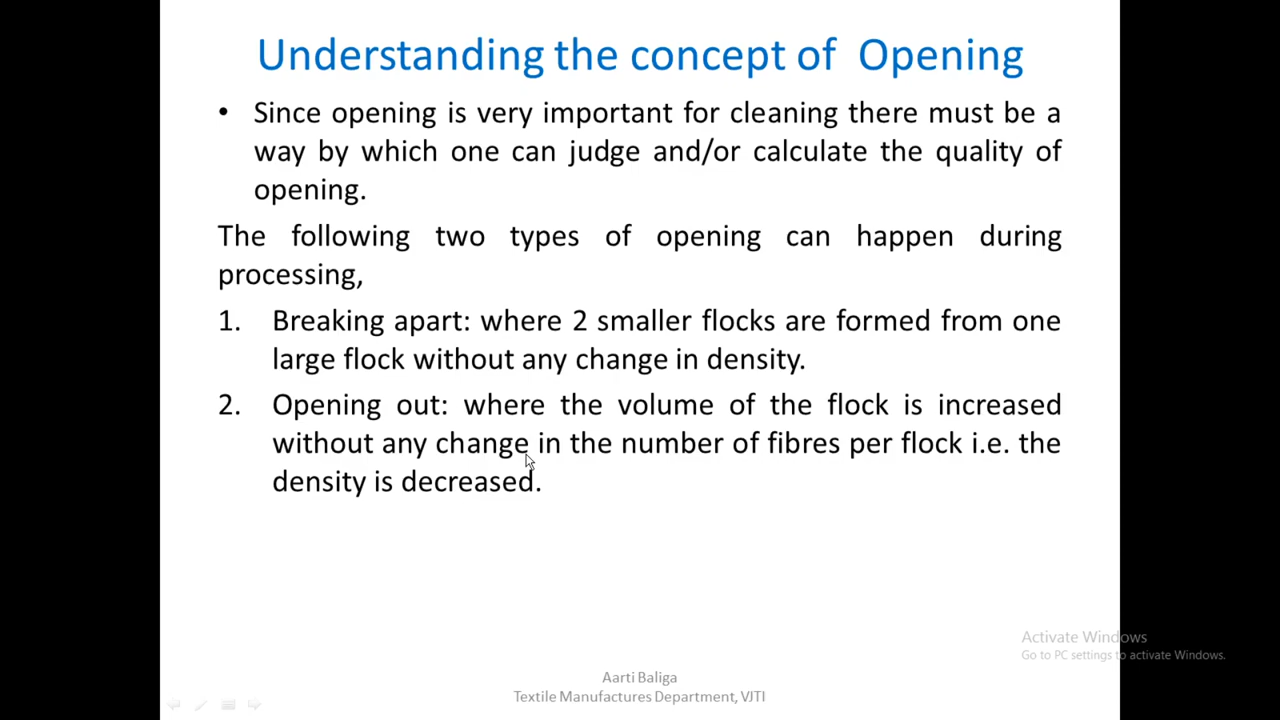 Understanding the concept of Opening
• Since opening is very important for cleaning there must be a
way by which one can judge and/or calculate the quality of
opening.
The following two types of opening can happen during
processing,
1. Breaking apart: where 2 smaller flocks are formed from one
large flock without any change in density.
2. Opening out: where the volume of the flock is increased
without any change in the number of fibres per flock i.e. the
density is decreased.
Activate Windows
Go to PC settings to activate Windows.
Aarti Baliga
Textile Manufactures Department, VJTI